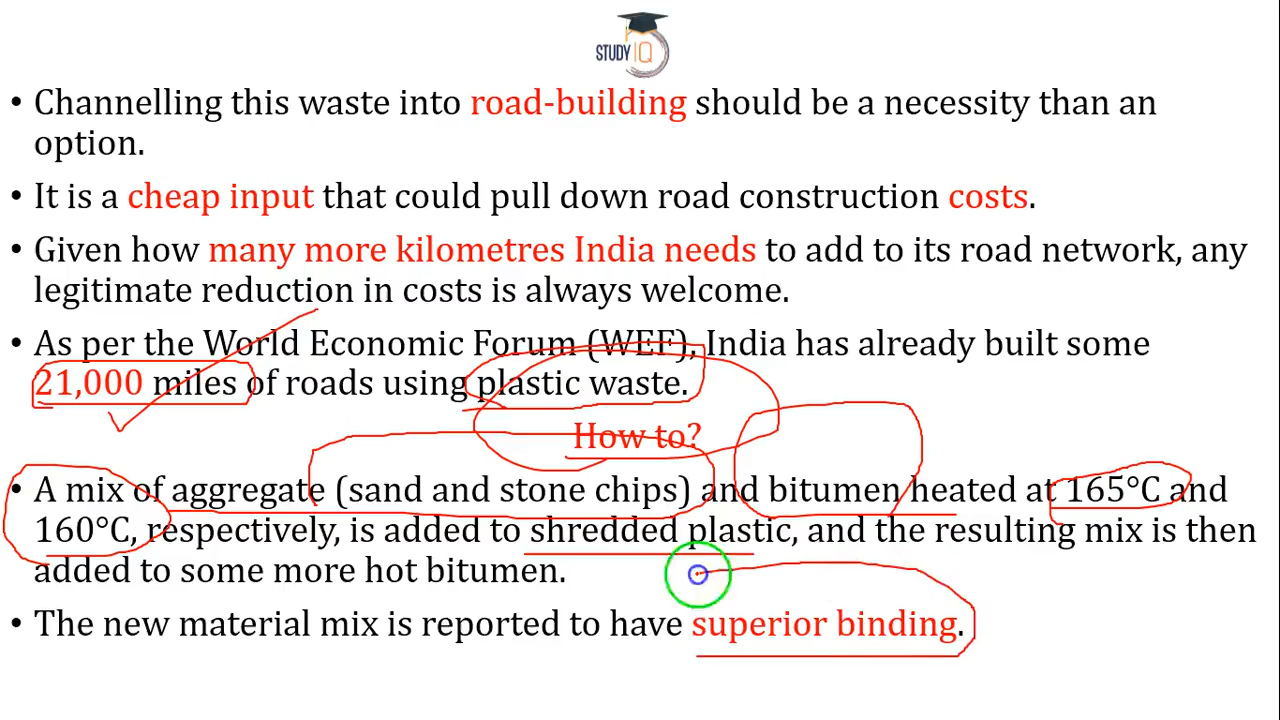 STUDY IQ
• Channelling this waste into road-building should be a necessity than an
option.
• It is a cheap input that could pull down road construction costs.
• Given how many more kilometres India needs to add to its road network, any
legitimate reduction in costs is always welcome.
• As per the World Economic Forum (WEF), India has already built some
21,000 miles of roads using plastic waste.
How to?
• A mix of aggregate (sand and stone chips) and bitumen heated at 165°C and
160°C, respectively, is added to shredded plastic, and the resulting mix is then
added to some more hot bitumen.
• The new material mix is reported to have superior binding.